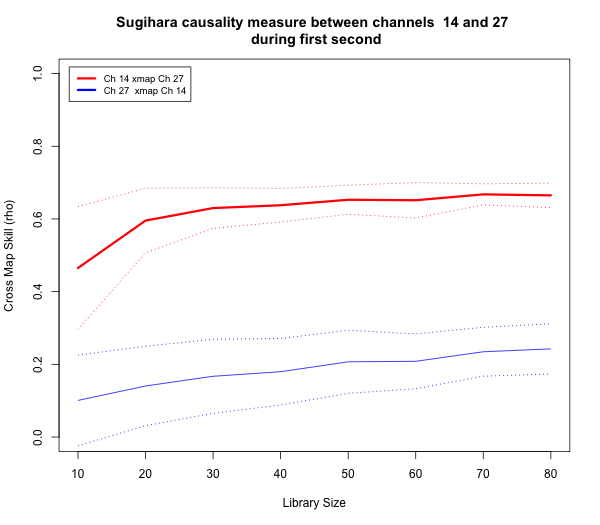 Sugihara causality measure between channels  14 and 27
during first second
Ch 14 xmap Ch 27
Ch 27  xmap Ch 14
Cross Map Skill (rho)
1.0
0.8
0.6
0.4
0.2
0.0
10 20 30 40 50 60 70 80
Library Size